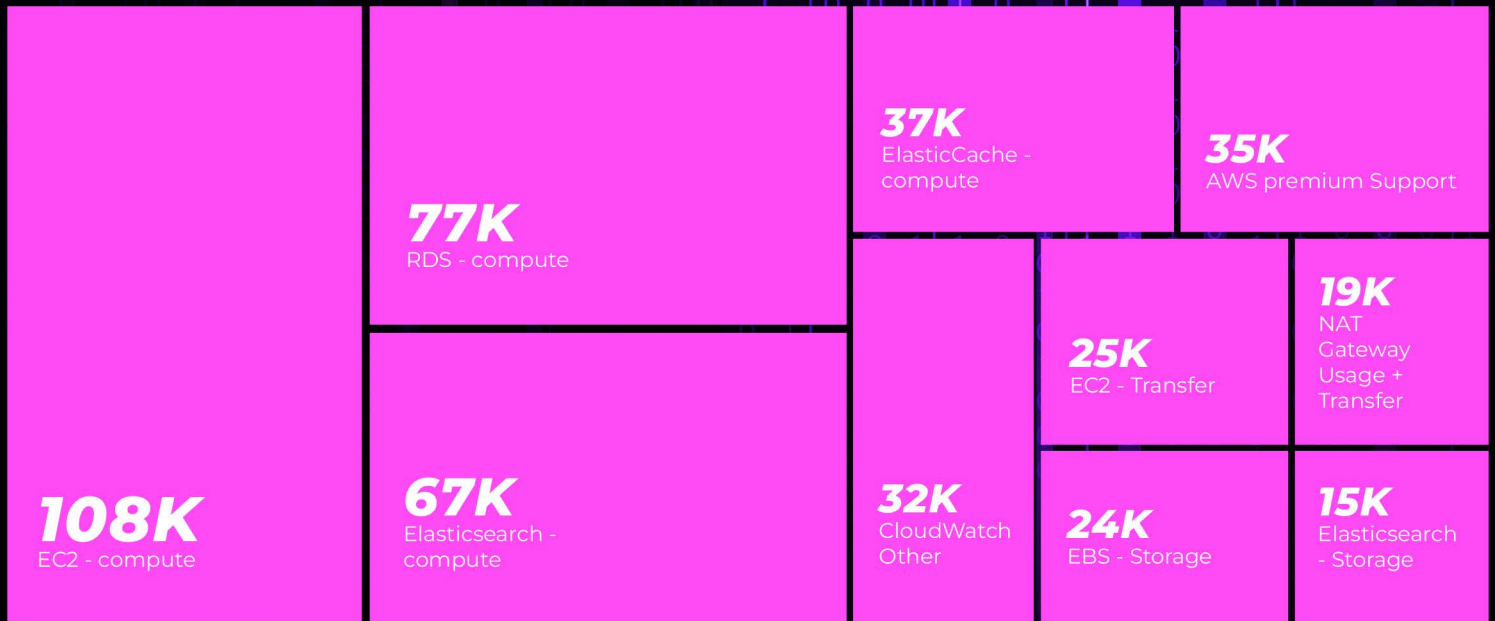 108K
EC2 - compute
77K
RDS - compute
67K
Elasticsearch -
compute
37K
ElasticCache -
compute
35K
AWS premium Support
32K
CloudWatch
Other
25K
EC2 - Transfer
19K
NAT
Gateway
Usage +
Transfer
24K
EBS - Storage
15K
Elasticsearch
- Storage